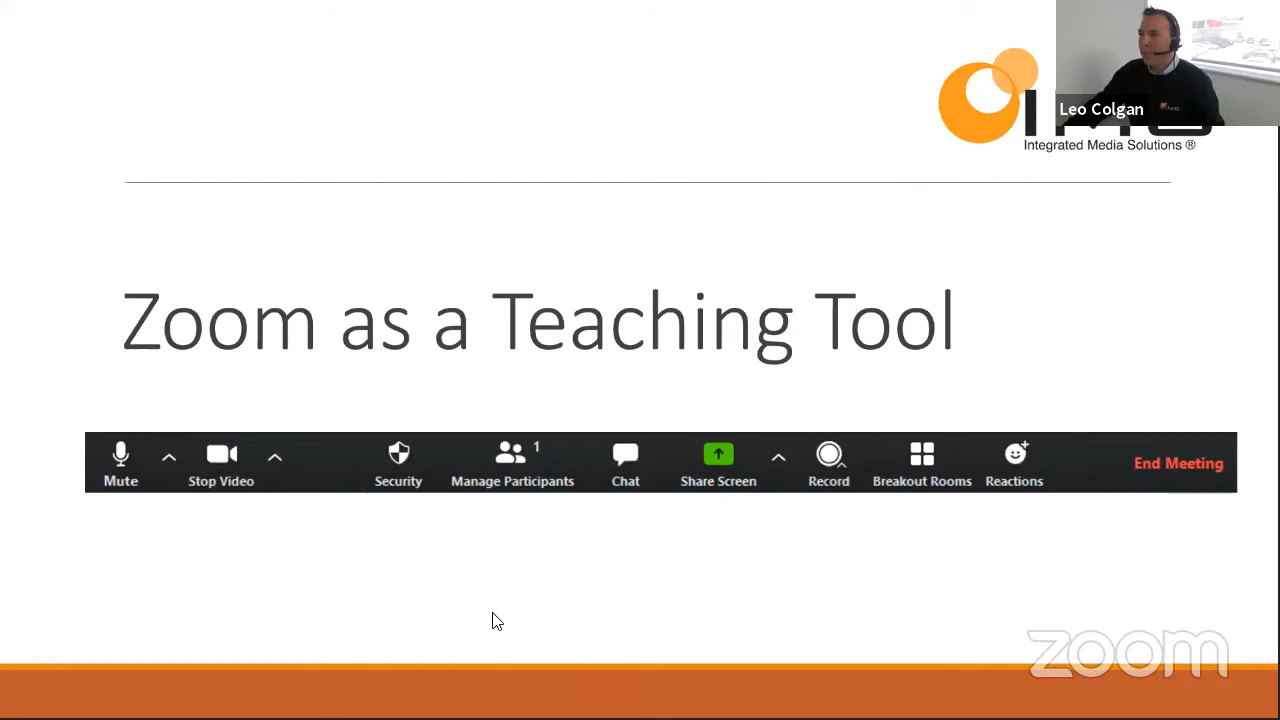 Leo Colgan
Integrated Media Solutions ®
Zoom as a Teaching Tool
1
Mute Stop Video Security Manage Participants Chat Share Screen Record Breakout Rooms Reactions End Meeting
zoom